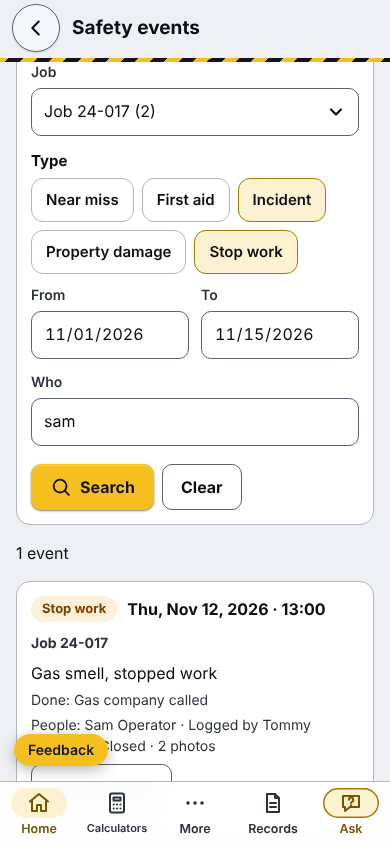 Safety events
Job
Job 24-017 (2)
Type
Near miss
First aid
Incident
Property damage
Stop work
From
To
11/01/2026
11/15/2026
Who
sam
Search
Clear
1 event
Stop work
Thu, Nov 12, 2026 · 13:00
Job 24-017
Gas smell, stopped work
Done: Gas company called
People: Sam Operator · Logged by Tommy
Closed · 2 photos
Feedback
Home
Calculators
More
Records
Ask